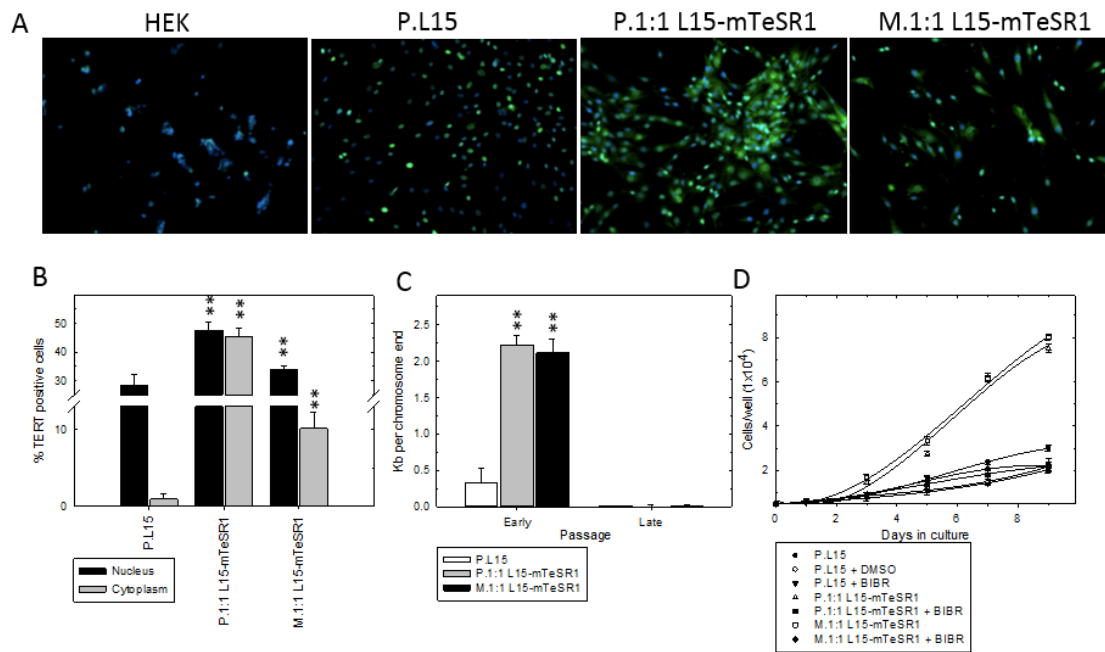 A
HEK
P.L15
P.1:1 L15-mTeSR1
M.1:1 L15-mTeSR1
B
% TERT positive cells
50
40
30
10
0
**
**
**
**
P.L15
P.1:1 L15-mTeSR1
M.1:1 L15-mTeSR1
Nucleus
Cytoplasm
C
Kb per chromosome end
2.5
2.0
1.5
1.0
0.5
0.0
**
**
Early
Late
Passage
P.L15
P.1:1 L15-mTeSR1
M.1:1 L15-mTeSR1
D
Cells/well (1x10⁴)
8
6
4
2
0
2
4
6
8
Days in culture
P.L15
P.L15 + DMSO
P.L15 + BIBR
P.1:1 L15-mTeSR1
P.1:1 L15-mTeSR1 + BIBR
M.1:1 L15-mTeSR1
M.1:1 L15-mTeSR1 + BIBR